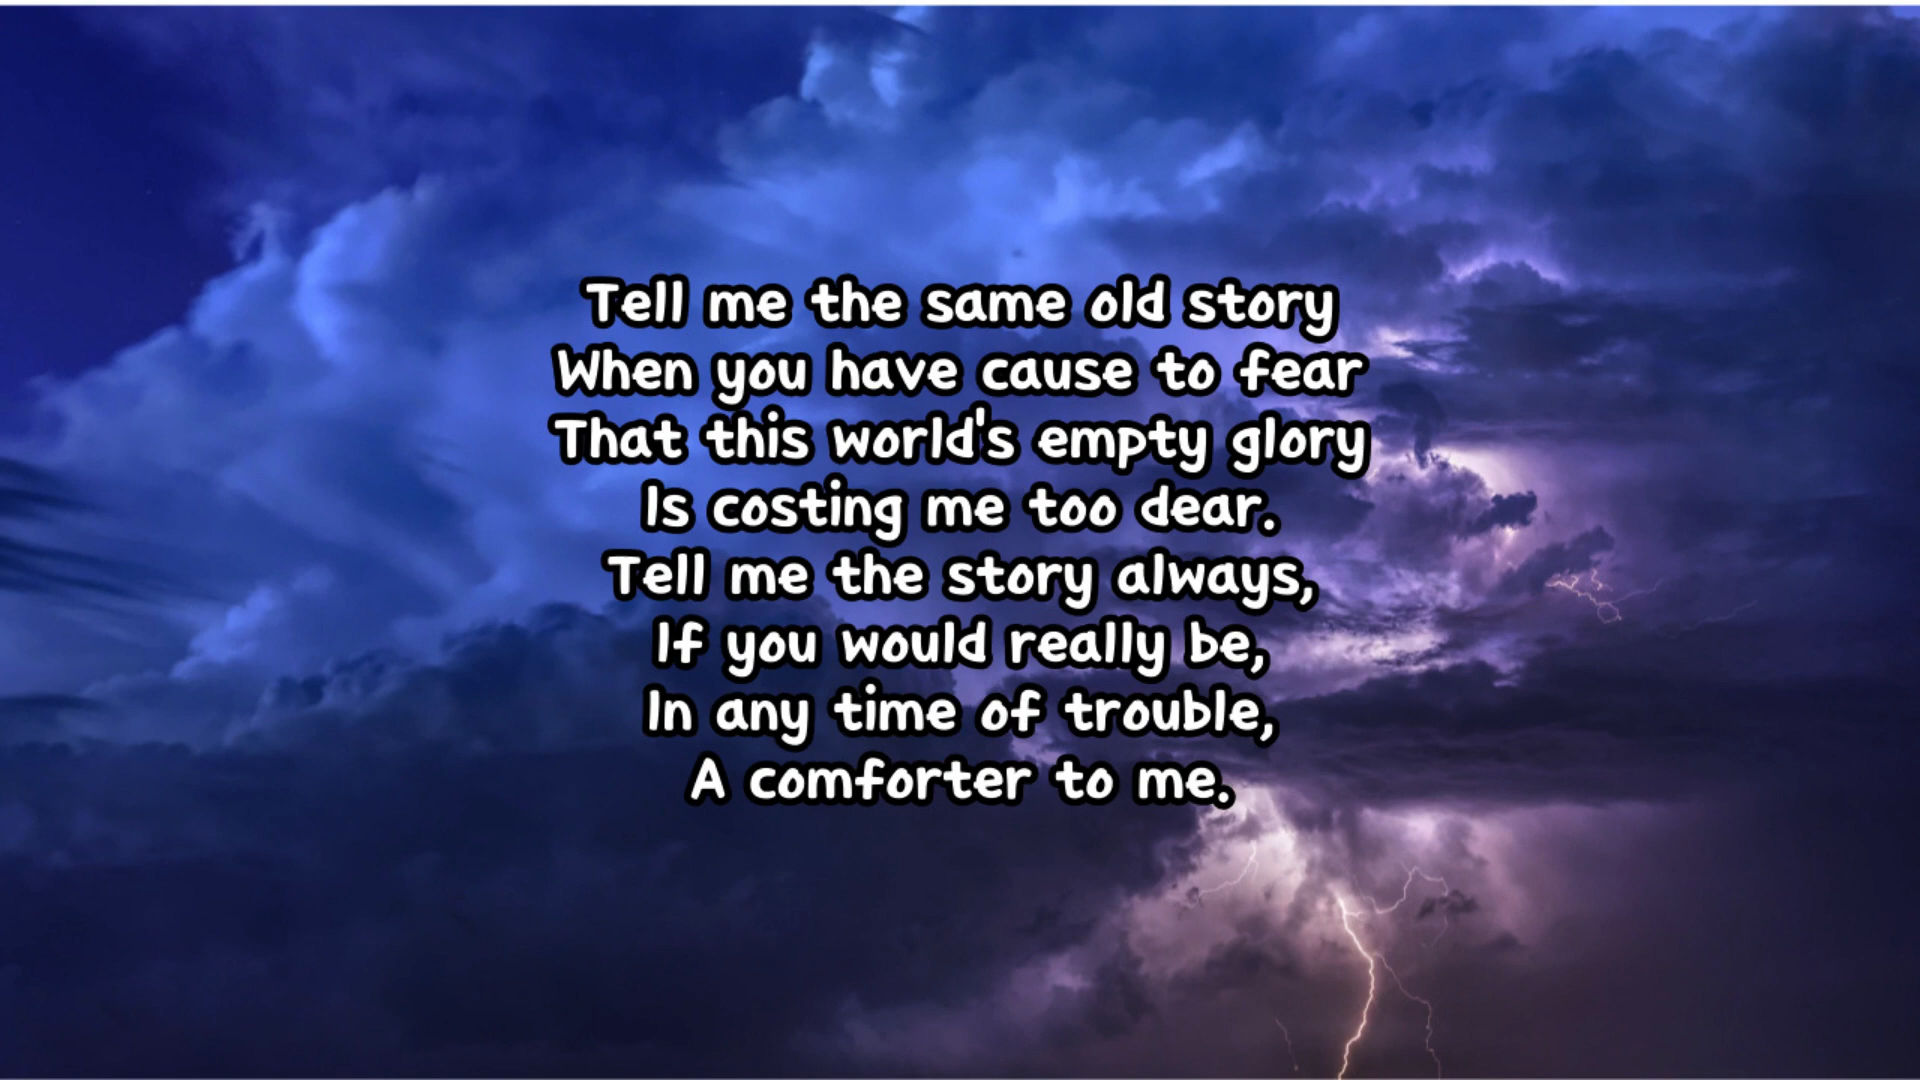 Tell me the same old story
When you have cause to fear
That this world's empty glory
Is costing me too dear.
Tell me the story always,
If you would really be,
In any time of trouble,
A comforter to me.